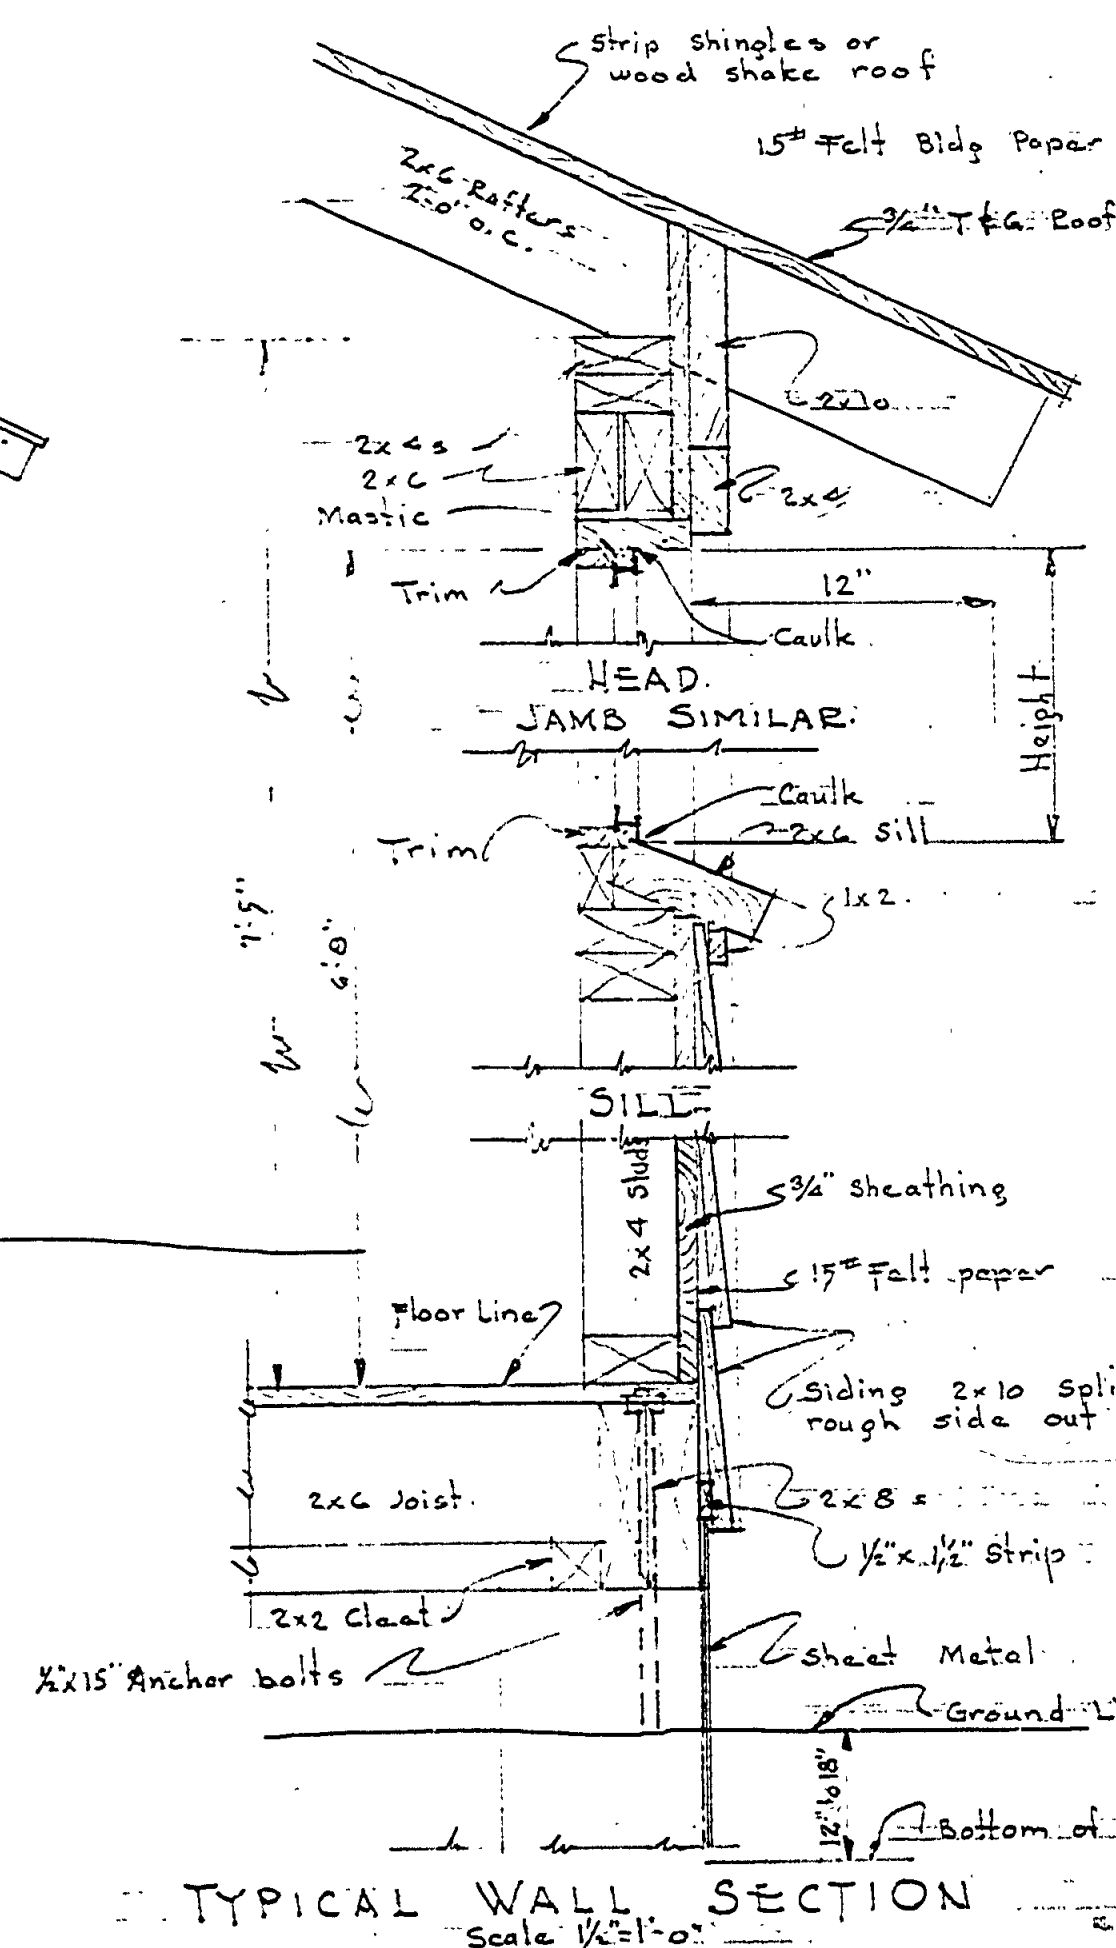 Strip shingles or
wood shake roof
15# Felt Bldg Paper
2x6 Rafters
2'-0" o.c.
3/4" T & G Roof
2x10
2x4s
2x6
Mastic
2x4
Trim
12"
Caulk
HEAD.
JAMB SIMILAR.
Height
Caulk
Trim
2x6 Sill
1x2.
7'-5"
6'-8"
SILL
2x4 Studs
3/4" Sheathing
15# Felt paper
Floor Line
Siding 2x10 Spli
rough side out
2x6 Joist.
2x8 s
1/2" x 1 1/2" Strip
2x2 Cleat
1/2"x15" Anchor bolts
Sheet Metal
Ground L
12" to 18"
Bottom of
TYPICAL WALL SECTION
Scale 1 1/2"=1'-0"